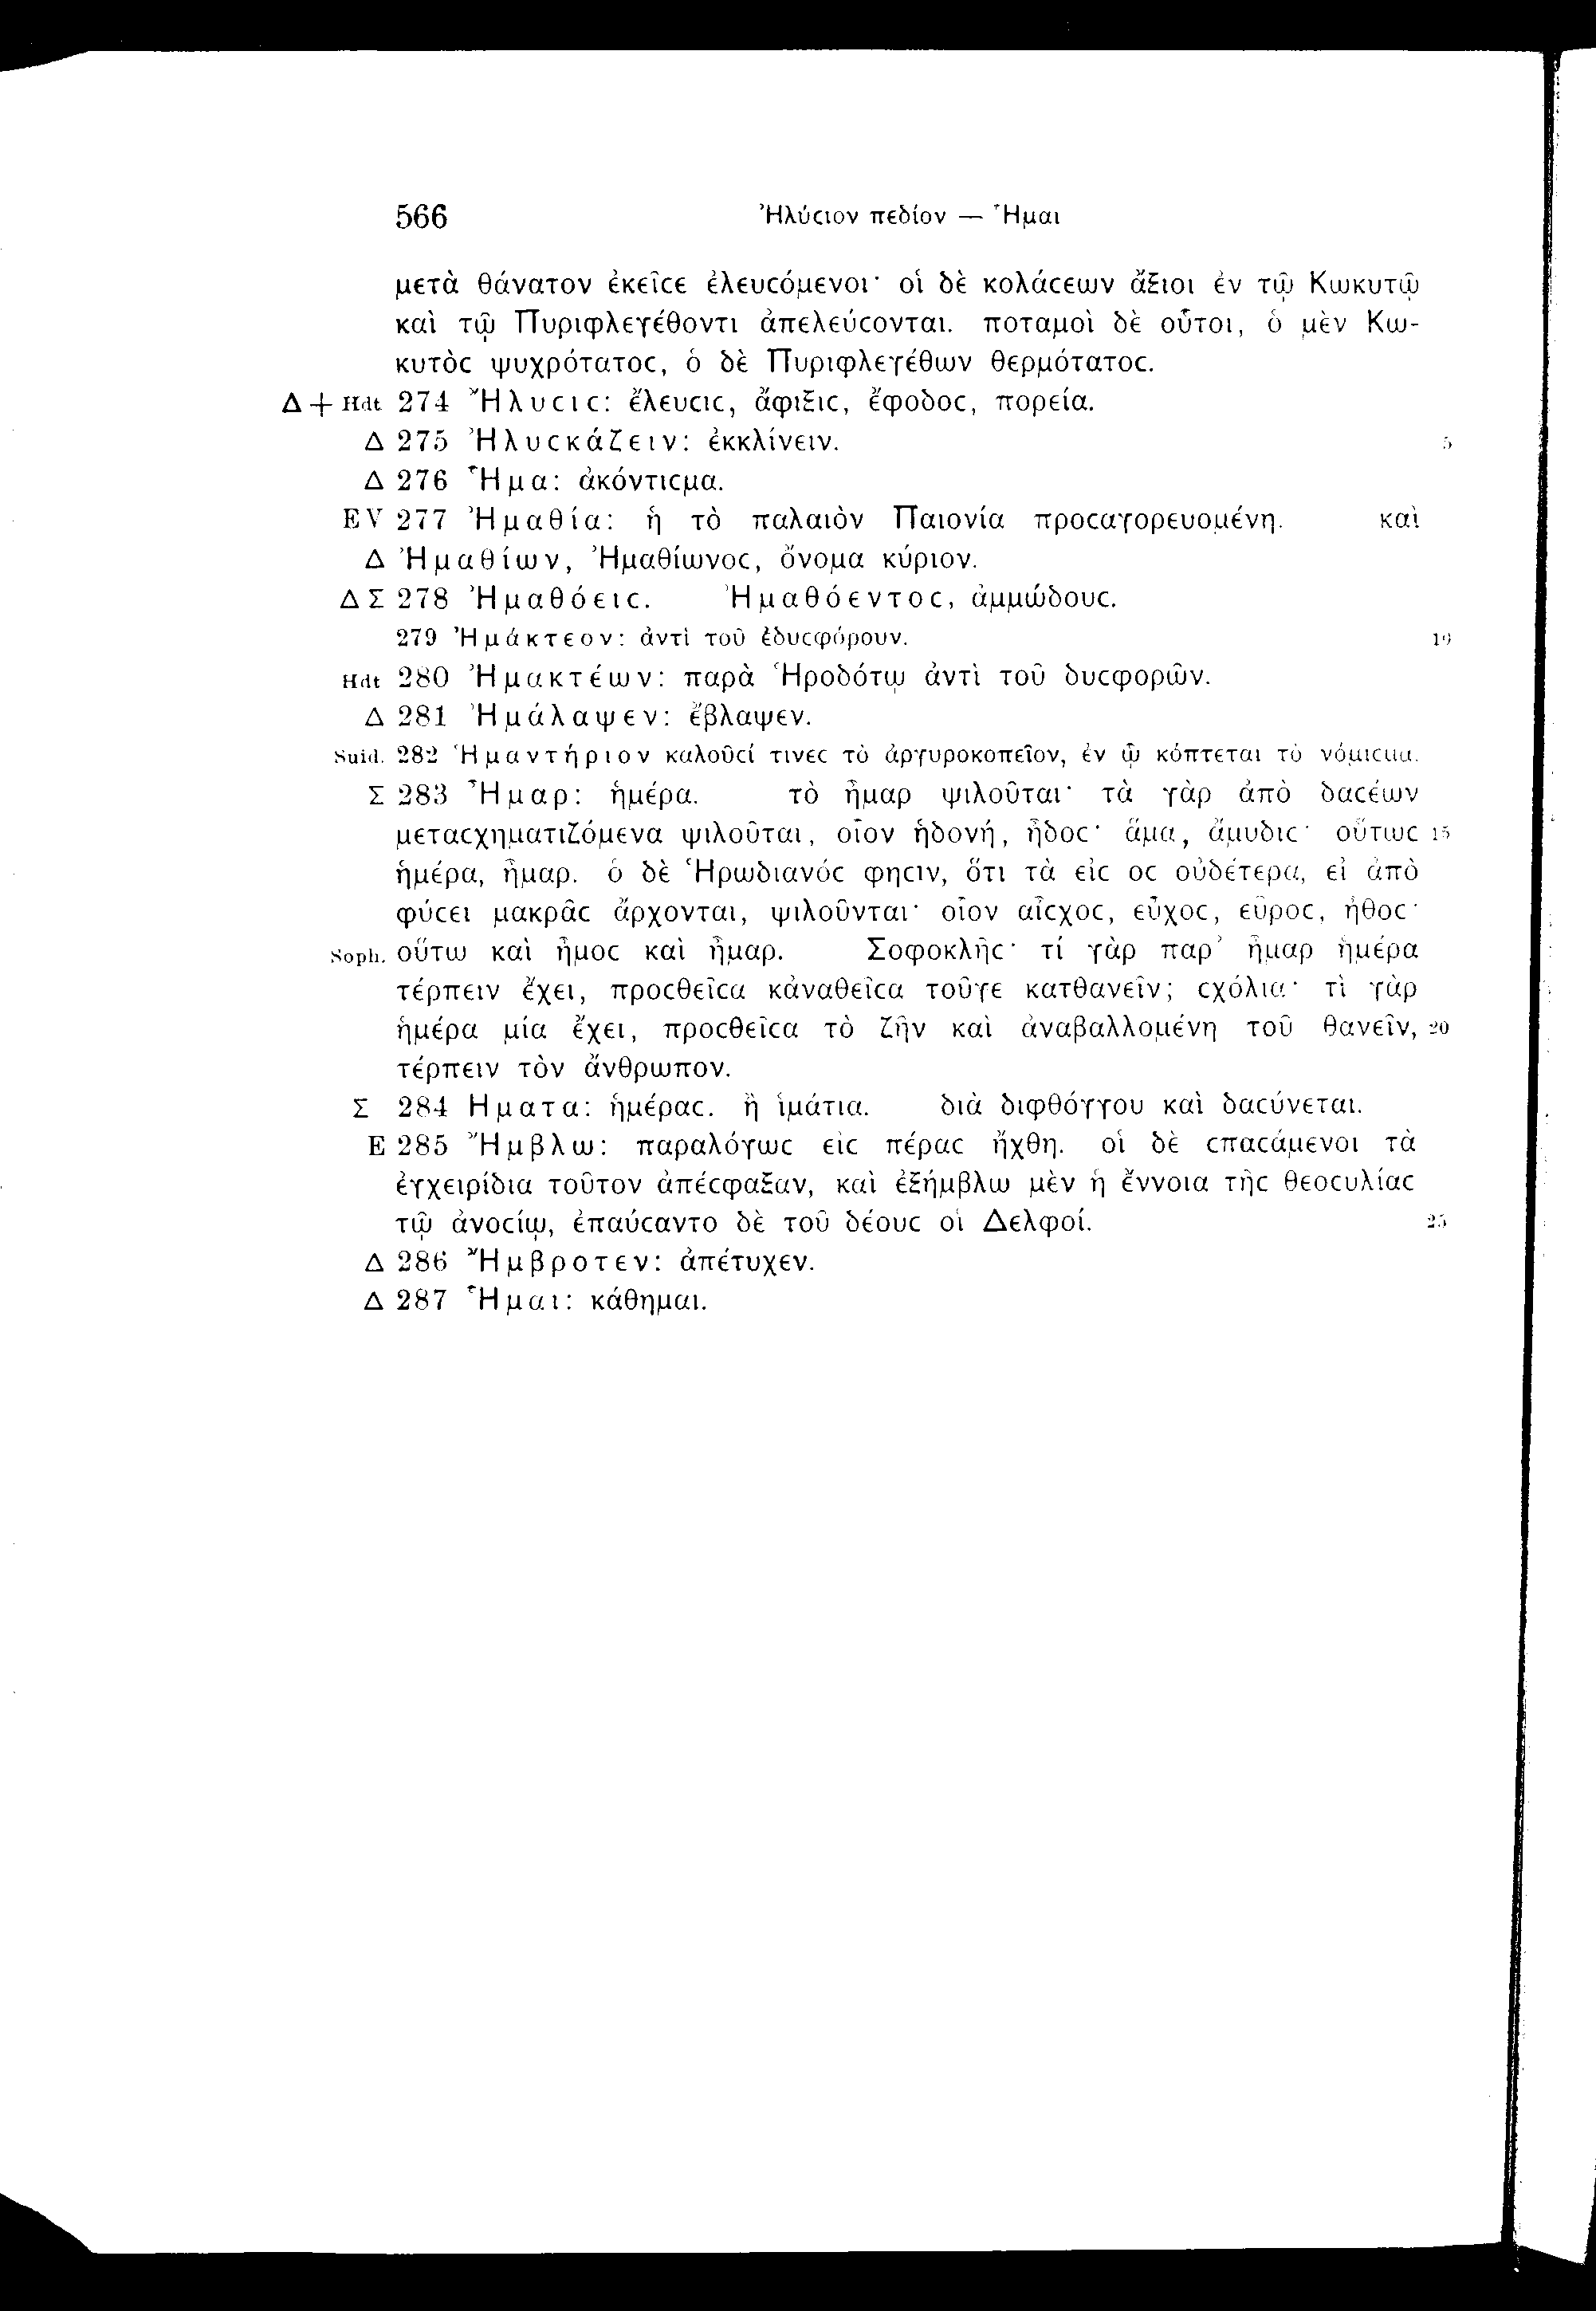 566 Ἠλύϲιον πεδίον — Ἧμαι
μετὰ θάνατον ἐκεῖϲε ἐλευϲόμενοι· οἱ δὲ κολάϲεων ἄξιοι ἐν τῷ Κωκυτῷ
καὶ τῷ Πυριφλεγέθοντι ἀπελεύϲονται. ποταμοὶ δὲ οὗτοι, ὁ μὲν Κω-
κυτὸϲ ψυχρότατοϲ, ὁ δὲ Πυριφλεγέθων θερμότατοϲ.
Δ + Hdt 274 Ἤλυϲιϲ: ἔλευϲιϲ, ἄφιξιϲ, ἔφοδοϲ, πορεία.
Δ 275 Ἠλυϲκάζειν: ἐκκλίνειν. 5
Δ 276 Ἧμα: ἀκόντιϲμα.
EV 277 Ἠμαθία: ἡ τὸ παλαιὸν Παιονία προϲαγορευομένη. καὶ
Δ Ἠμαθίων, Ἠμαθίωνοϲ, ὄνομα κύριον.
ΔΣ 278 Ἠμαθόειϲ. Ἠμαθόεντοϲ, ἀμμώδουϲ.
279 Ἠμάκτεον: ἀντὶ τοῦ ἐδυϲφόρουν. 10
Hdt 280 Ἠμακτέων: παρὰ Ἡροδότῳ ἀντὶ τοῦ δυϲφορῶν.
Δ 281 Ἠμάλαψεν: ἔβλαψεν.
Suid. 282 Ἡμαντήριον καλοῦϲί τινεϲ τὸ ἀργυροκοπεῖον, ἐν ᾧ κόπτεται τὸ νόμιϲμα.
Σ 283 Ἦμαρ: ἡμέρα. τὸ ἦμαρ ψιλοῦται· τὰ γὰρ ἀπὸ δαϲέων
μεταϲχηματιζόμενα ψιλοῦται, οἷον ἡδονή, ἦδοϲ· ἅμα, ἄμυδιϲ· οὕτωϲ 15
ἡμέρα, ἦμαρ. ὁ δὲ Ἡρωδιανόϲ φηϲιν, ὅτι τὰ εἰϲ οϲ οὐδέτερα, εἰ ἀπὸ
φύϲει μακρᾶϲ ἄρχονται, ψιλοῦνται· οἷον αἶϲχοϲ, εὖχοϲ, εὖροϲ, ἦθοϲ·
Soph. οὕτω καὶ ἦμοϲ καὶ ἦμαρ. Σοφοκλῆϲ· τί γὰρ παρ’ ἦμαρ ἡμέρα
τέρπειν ἔχει, προϲθεῖϲα κἀναθεῖϲα τοῦγε κατθανεῖν; ϲχόλια· τὶ γὰρ
ἡμέρα μία ἔχει, προϲθεῖϲα τὸ ζῆν καὶ ἀναβαλλομένη τοῦ θανεῖν, 20
τέρπειν τὸν ἄνθρωπον.
Σ 284 Ηματα: ἡμέραϲ. ἢ ἱμάτια. διὰ διφθόγγου καὶ δαϲύνεται.
E 285 Ἤμβλω: παραλόγωϲ εἰϲ πέραϲ ἤχθη. οἱ δὲ ϲπαϲάμενοι τὰ
ἐγχειρίδια τοῦτον ἀπέϲφαξαν, καὶ ἐξήμβλω μὲν ἡ ἔννοια τῆϲ θεοϲυλίαϲ
τῷ ἀνοϲίῳ, ἐπαύϲαντο δὲ τοῦ δέουϲ οἱ Δελφοί. 25
Δ 286 Ἤμβροτεν: ἀπέτυχεν.
Δ 287 Ἧμαι: κάθημαι.